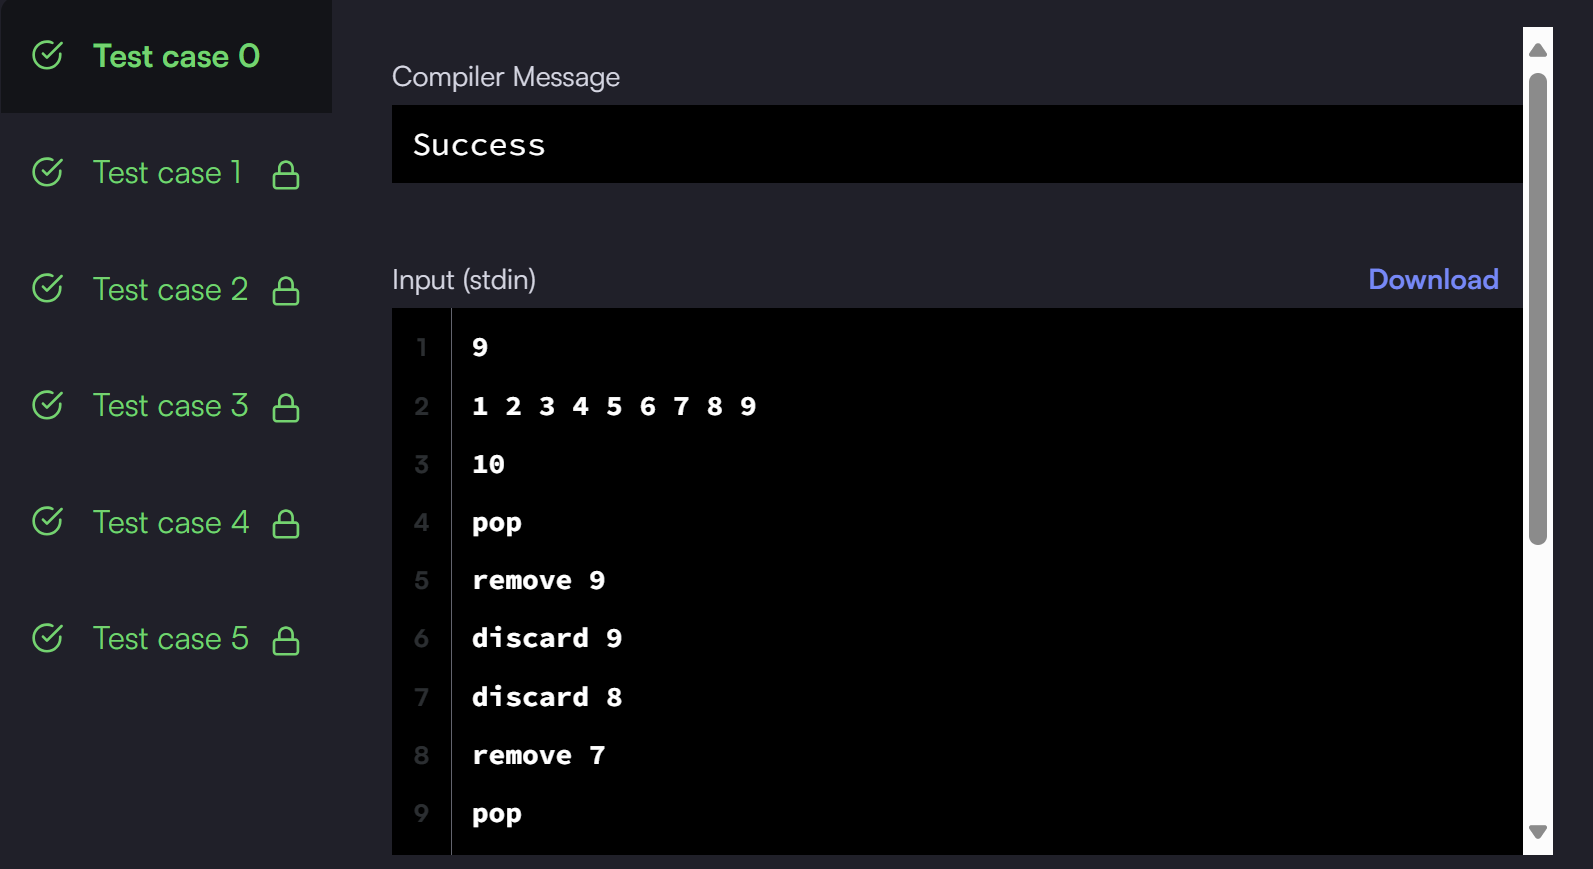 Test case 0
Test case 1
Test case 2
Test case 3
Test case 4
Test case 5
Compiler Message
Success
Input (stdin)
Download
1 9
2 1 2 3 4 5 6 7 8 9
3 10
4 pop
5 remove 9
6 discard 9
7 discard 8
8 remove 7
9 pop